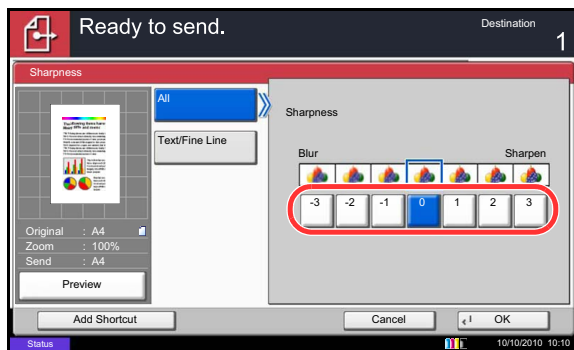 Ready to send.
Destination
1
Sharpness
All
Text/Fine Line
Sharpness
Blur
Sharpen
-3 -2 -1 0 1 2 3
Original : A4
Zoom : 100%
Send : A4
Preview
Add Shortcut
Cancel
OK
Status
10/10/2010 10:10